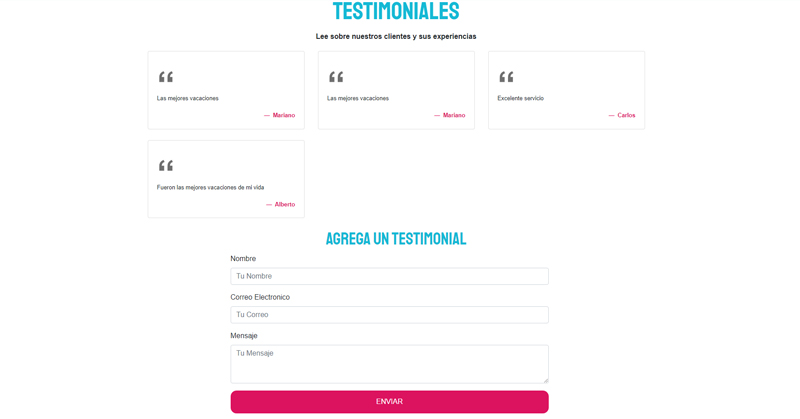 TESTIMONIALES
Lee sobre nuestros clientes y sus experiencias
“
Las mejores vacaciones
— Mariano
“
Las mejores vacaciones
— Mariano
“
Excelente servicio
— Carlos
“
Fueron las mejores vacaciones de mi vida
— Alberto
AGREGA UN TESTIMONIAL
Nombre
Tu Nombre
Correo Electronico
Tu Correo
Mensaje
Tu Mensaje
ENVIAR